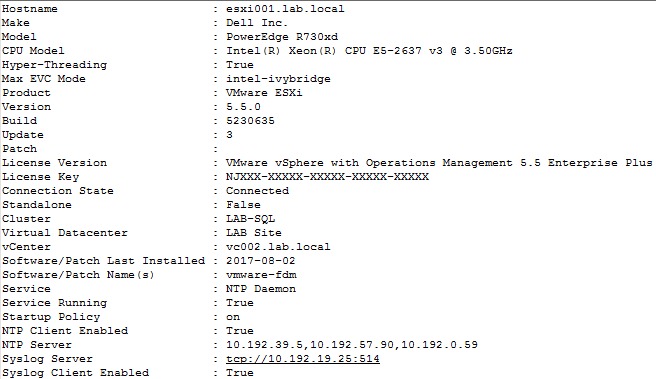 Hostname : esxi001.lab.local
Make : Dell Inc.
Model : PowerEdge R730xd
CPU Model : Intel(R) Xeon(R) CPU E5-2637 v3 @ 3.50GHz
Hyper-Threading : True
Max EVC Mode : intel-ivybridge
Product : VMware ESXi
Version : 5.5.0
Build : 5230635
Update : 3
Patch :
License Version : VMware vSphere with Operations Management 5.5 Enterprise Plus
License Key : NJXXX-XXXXX-XXXXX-XXXXX-XXXXX
Connection State : Connected
Standalone : False
Cluster : LAB-SQL
Virtual Datacenter : LAB Site
vCenter : vc002.lab.local
Software/Patch Last Installed : 2017-08-02
Software/Patch Name(s) : vmware-fdm
Service : NTP Daemon
Service Running : True
Startup Policy : on
NTP Client Enabled : True
NTP Server : 10.192.39.5,10.192.57.90,10.192.0.59
Syslog Server : tcp://10.192.19.25:514
Syslog Client Enabled : True